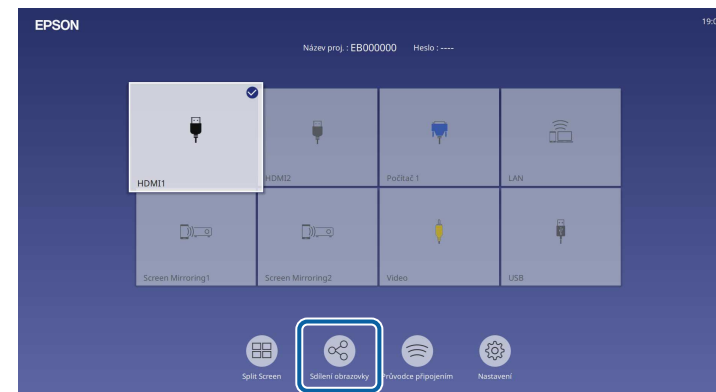 EPSON
Název proj. : EB000000 Heslo : ----
HDMI1
HDMI2
Počítač 1
LAN
Screen Mirroring1
Screen Mirroring2
Video
USB
Split Screen
Sdílení obrazovky
Průvodce připojením
Nastavení